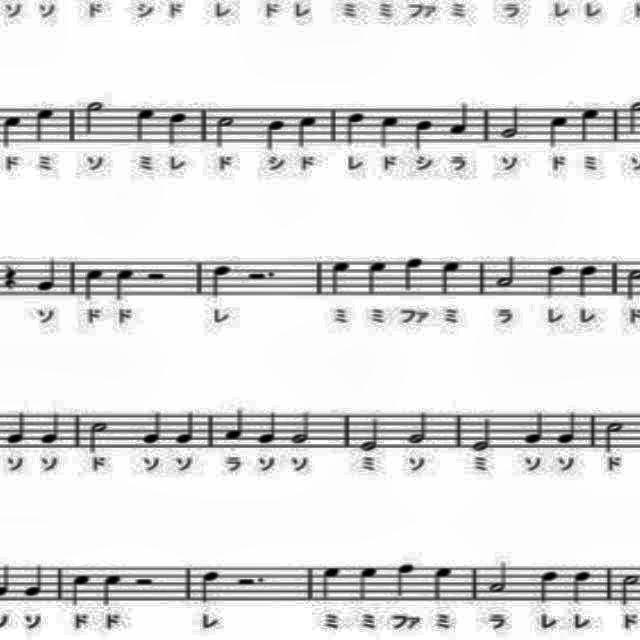 ソ ソ ド シ ド レ ド レ ミ ミ ファ ミ ラ レ レ
ド ミ ソ ミ レ ド シ ド レ ド シ ラ ソ ド ミ
ソ ド ド レ ミ ミ ファ ミ ラ レ レ ド
ソ ソ ド ソ ソ ラ ソ ソ ミ ソ ミ ソ ソ ド
ソ ソ ド ド レ ミ ミ ファ ミ ラ レ レ ド